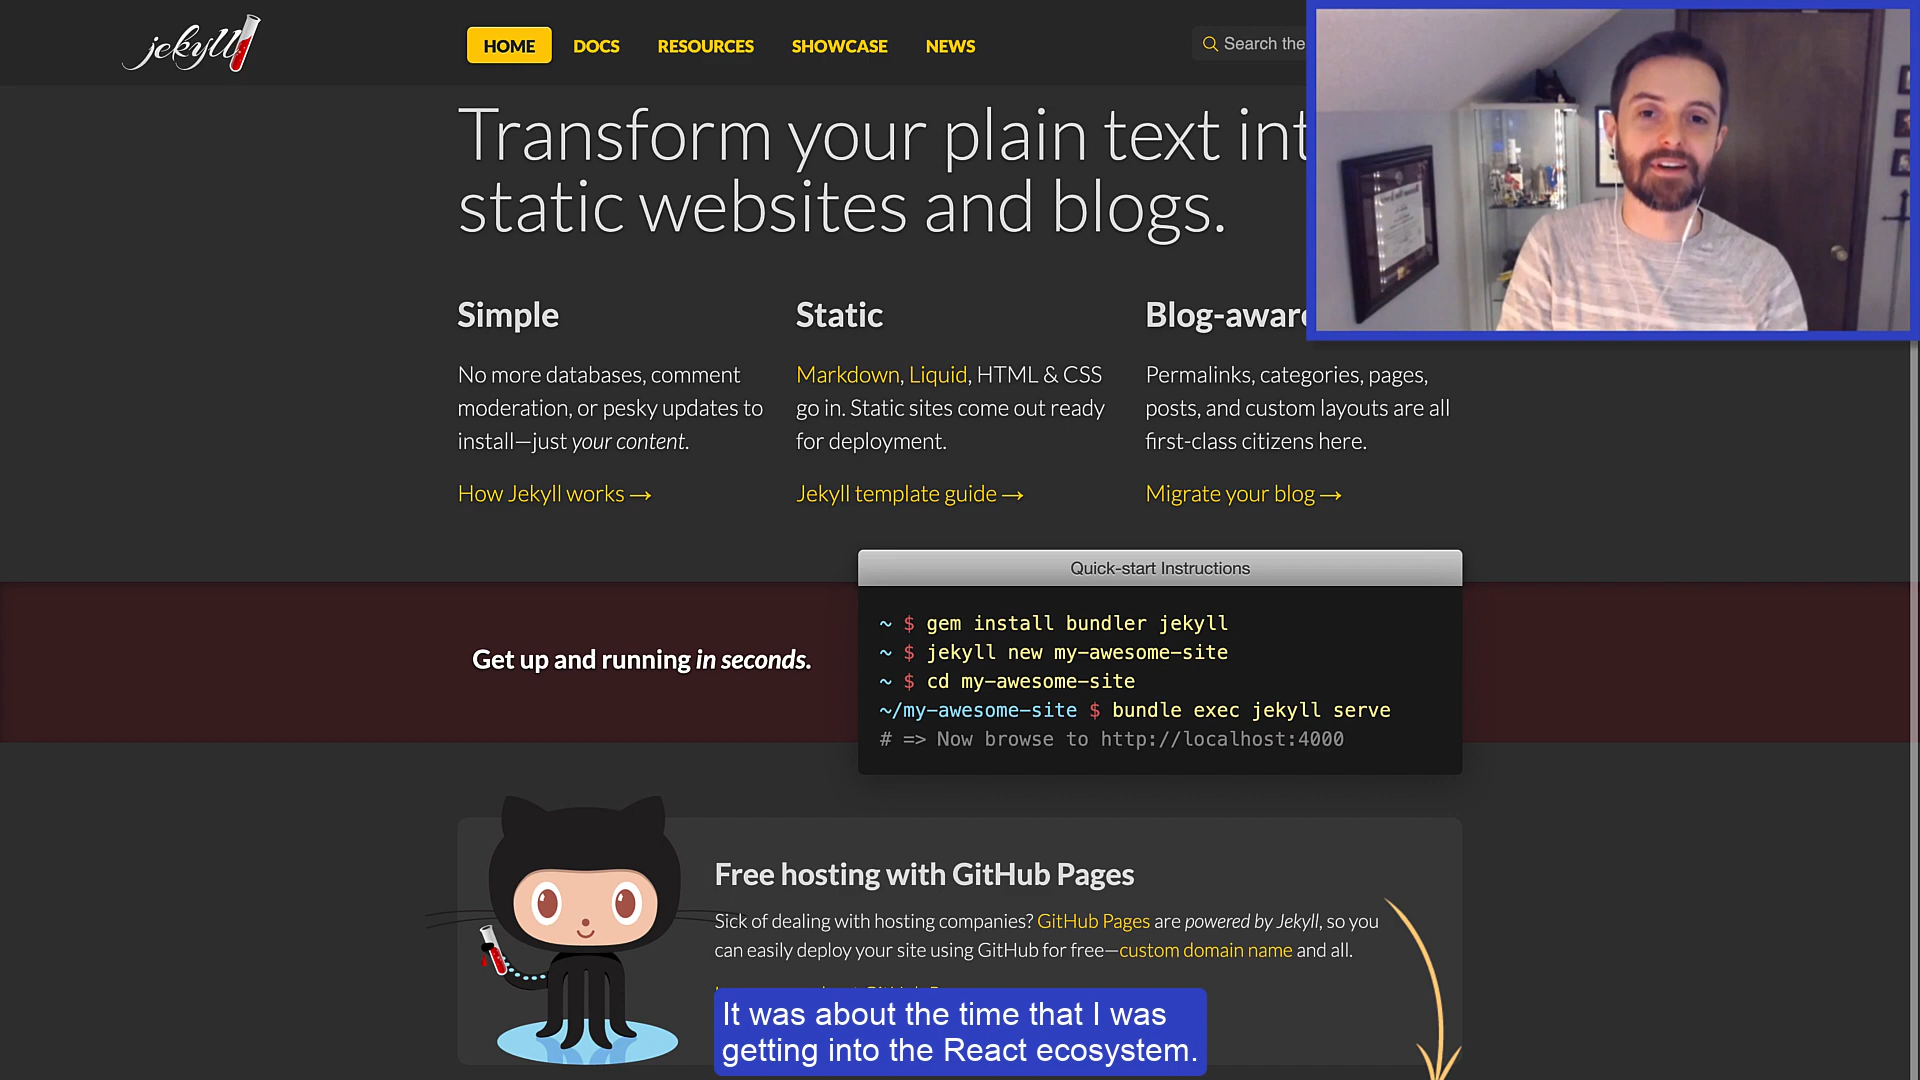 jekyll
HOME DOCS RESOURCES SHOWCASE NEWS
Search the
Transform your plain text int
static websites and blogs.
Simple
No more databases, comment
moderation, or pesky updates to
install—just your content.
How Jekyll works →
Static
Markdown, Liquid, HTML & CSS
go in. Static sites come out ready
for deployment.
Jekyll template guide →
Blog-aware
Permalinks, categories, pages,
posts, and custom layouts are all
first-class citizens here.
Migrate your blog →
Get up and running in seconds.
Quick-start Instructions
~ $ gem install bundler jekyll
~ $ jekyll new my-awesome-site
~ $ cd my-awesome-site
~/my-awesome-site $ bundle exec jekyll serve
# => Now browse to http://localhost:4000
Free hosting with GitHub Pages
Sick of dealing with hosting companies? GitHub Pages are powered by Jekyll, so you
can easily deploy your site using GitHub for free—custom domain name and all.
It was about the time that I was
getting into the React ecosystem.